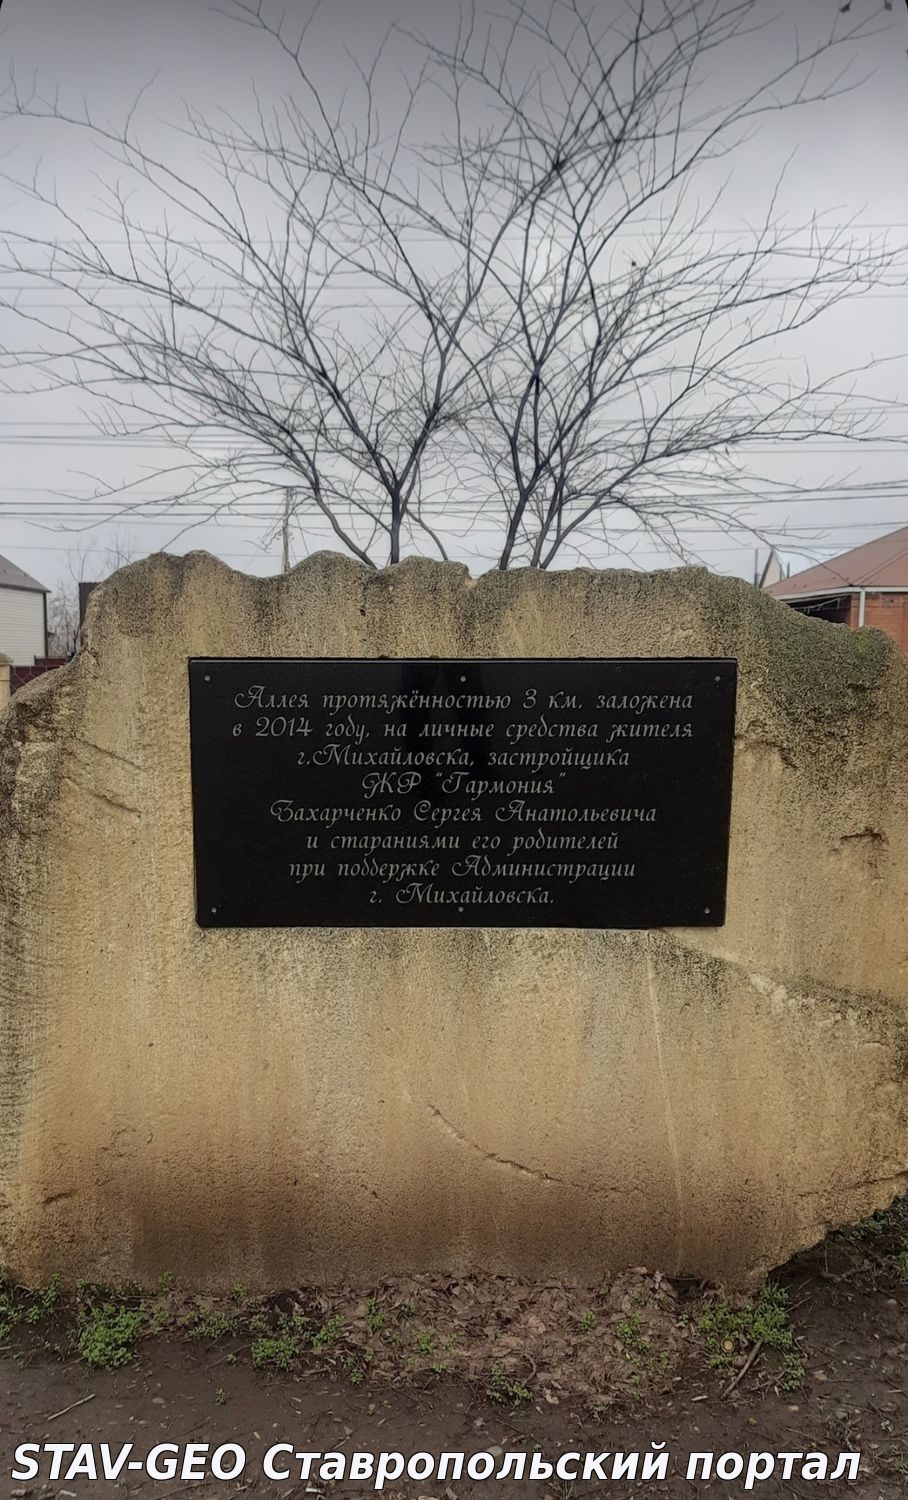 Аллея протяжённостью 3 км. заложена
в 2014 году, на личные средства жителя
г.Михайловска, застройщика
ЖР "Гармония"
Захарченко Сергея Анатольевича
и стараниями его родителей
при поддержке Администрации
г. Михайловска.
STAV-GEO Ставропольский портал